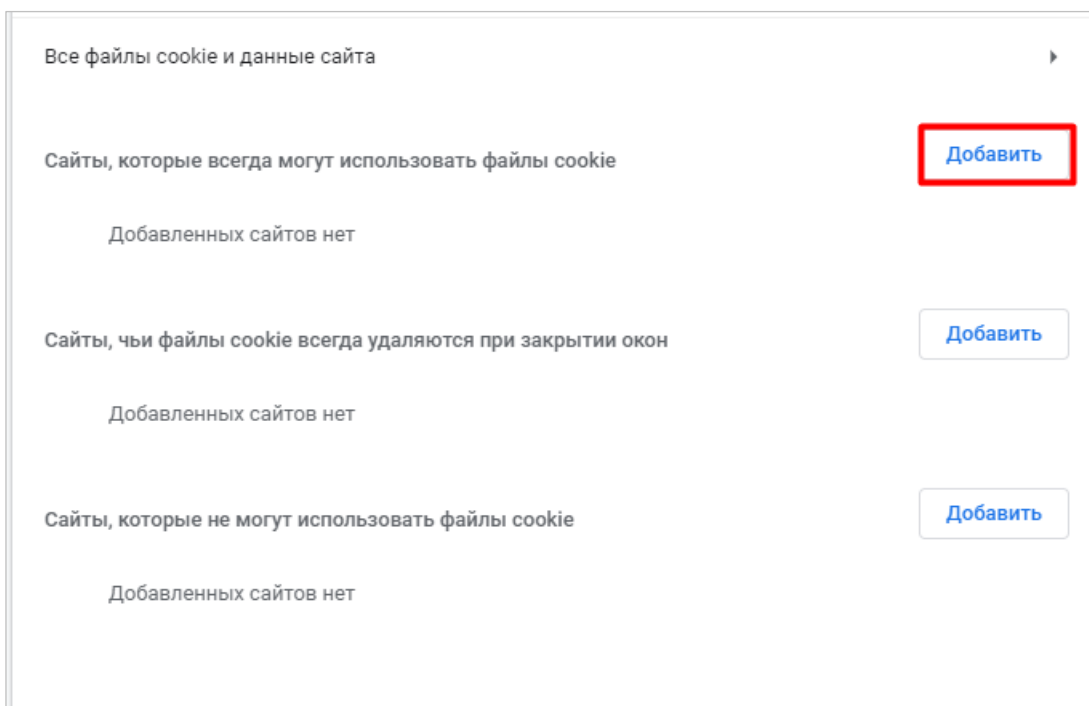 Все файлы cookie и данные сайта
Сайты, которые всегда могут использовать файлы cookie
Добавить
Добавленных сайтов нет
Сайты, чьи файлы cookie всегда удаляются при закрытии окон
Добавить
Добавленных сайтов нет
Сайты, которые не могут использовать файлы cookie
Добавить
Добавленных сайтов нет